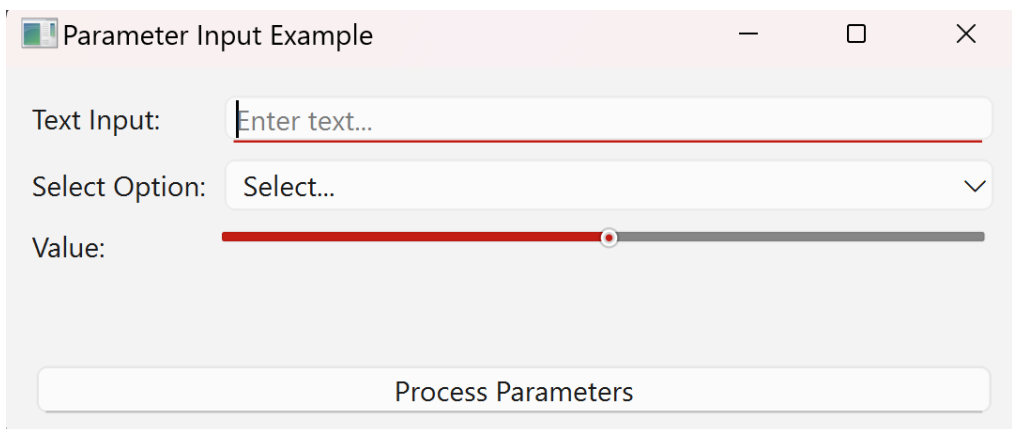 Parameter Input Example
Text Input: Enter text...
Select Option: Select...
Value:
Process Parameters